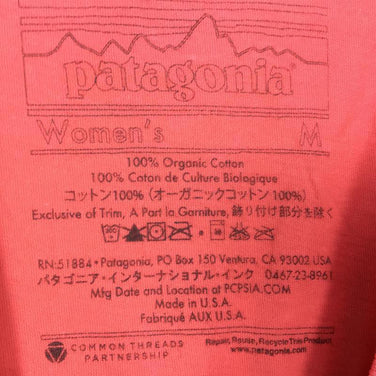 patagonia
Women's M
100% Organic Cotton
100% Coton de Culture Biologique
コットン100% (オーガニックコットン100%)
Exclusive of Trim, A Part la Garniture, 飾り付け部分を除く
RN:51884 • Patagonia, PO Box 150 Ventura, CA 93002 USA
パタゴニア・インターナショナル・インク 0467-23-8961
Mfg Date and Location at PCPSIA.COM
Made in U.S.A.
Fabriqué AUX U.S.A.
COMMON THREADS
PARTNERSHIP
Repair, Reuse, Recycle This Product
www.patagonia.com